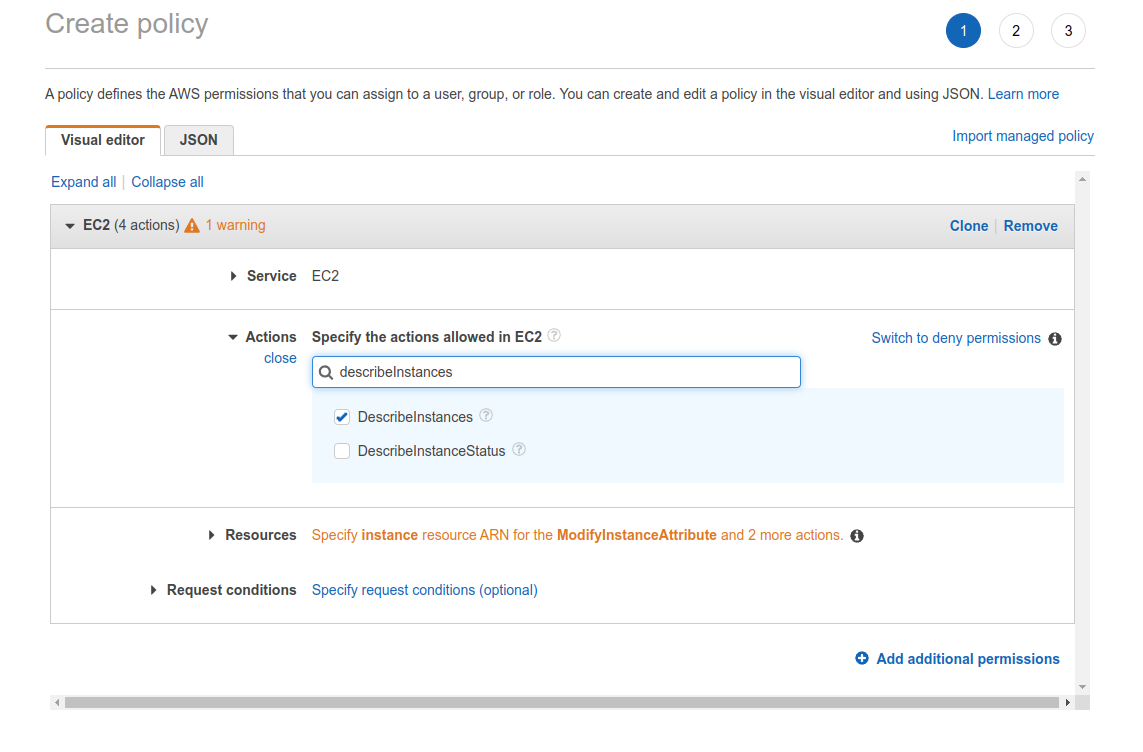 Create policy
1 2 3
A policy defines the AWS permissions that you can assign to a user, group, or role. You can create and edit a policy in the visual editor and using JSON. Learn more
Visual editor JSON Import managed policy
Expand all Collapse all
EC2 (4 actions) 1 warning Clone Remove
Service EC2
Actions Specify the actions allowed in EC2 ? Switch to deny permissions i
close
describeInstances
DescribeInstances ?
DescribeInstanceStatus ?
Resources Specify instance resource ARN for the ModifyInstanceAttribute and 2 more actions. i
Request conditions Specify request conditions (optional)
Add additional permissions